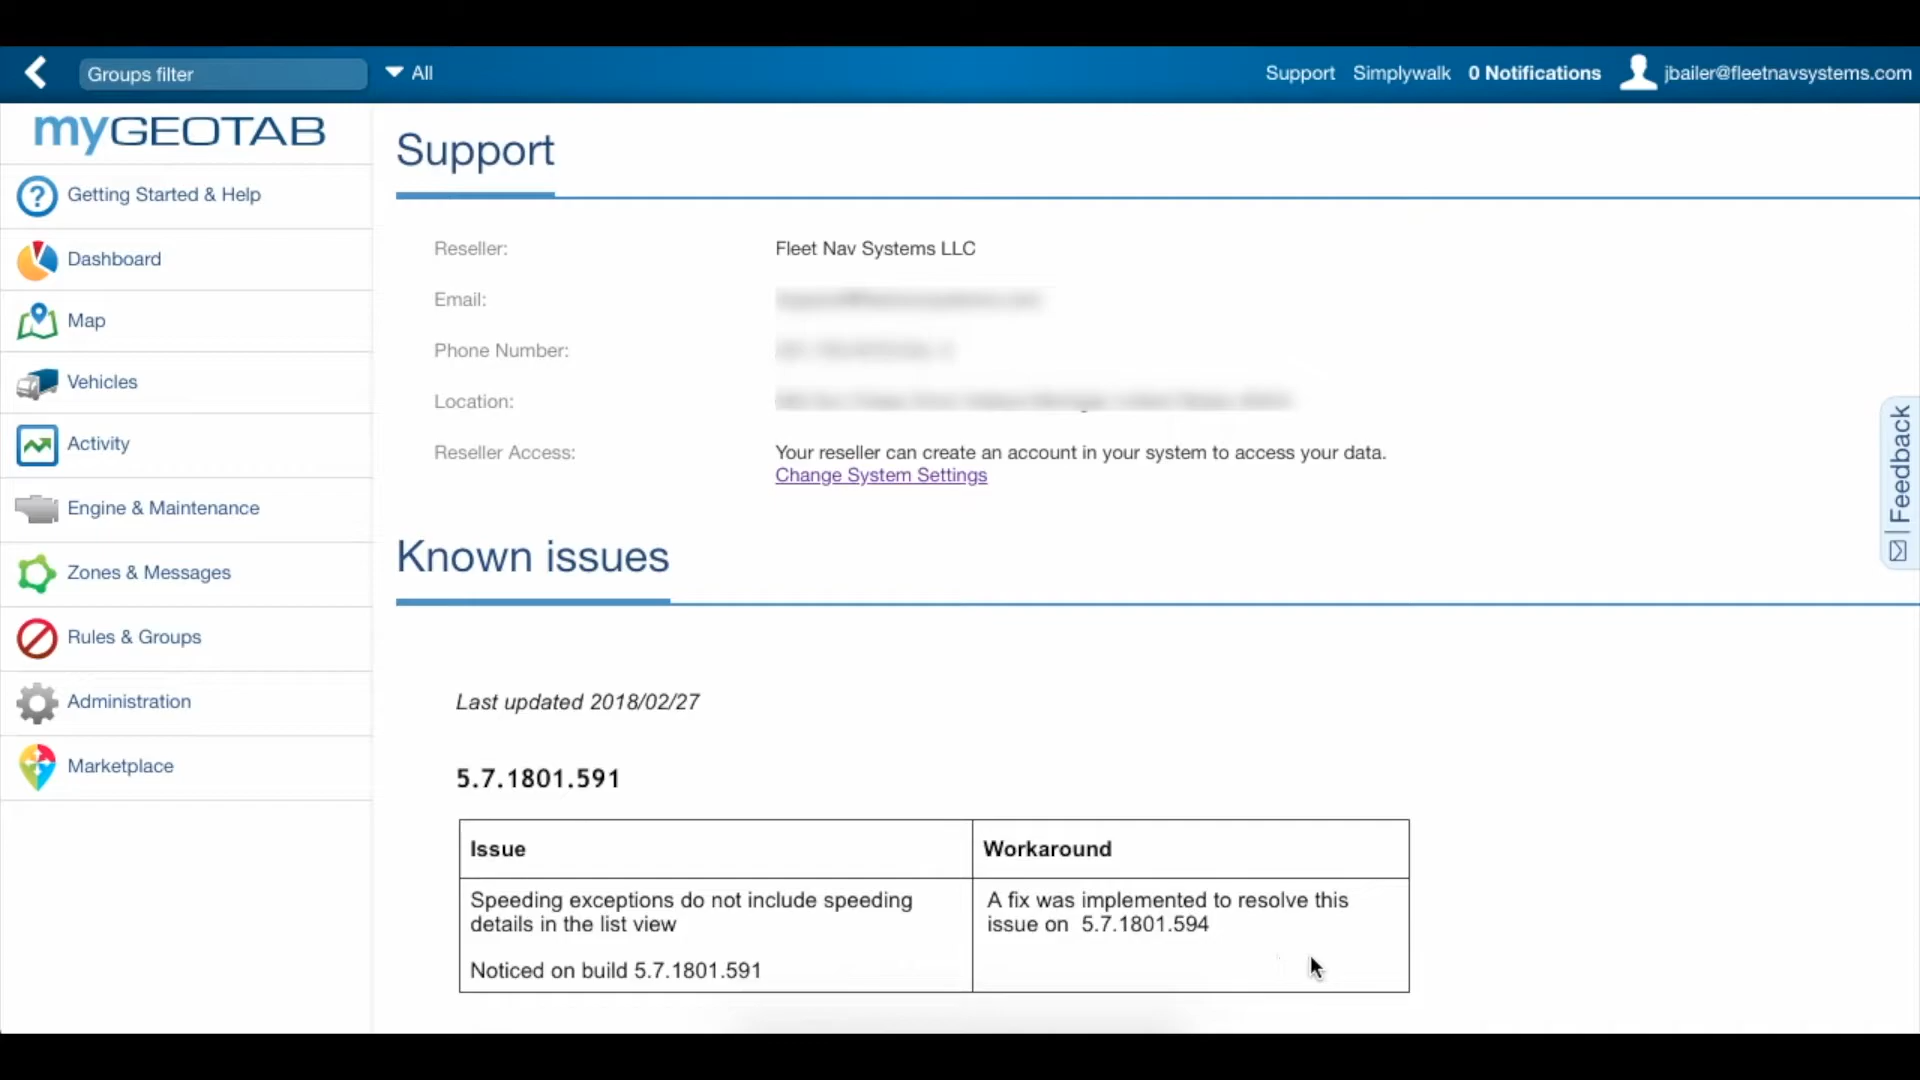 Groups filter
All
Support Simplywalk 0 Notifications jbailer@fleetnavsystems.com
myGEOTAB
Getting Started & Help
Dashboard
Map
Vehicles
Activity
Engine & Maintenance
Zones & Messages
Rules & Groups
Administration
Marketplace
Support
Reseller: Fleet Nav Systems LLC
Email:
Phone Number:
Location:
Reseller Access: Your reseller can create an account in your system to access your data.
Change System Settings
Known issues
Last updated 2018/02/27
5.7.1801.591
Issue Workaround
Speeding exceptions do not include speeding
details in the list view
Noticed on build 5.7.1801.591
A fix was implemented to resolve this
issue on 5.7.1801.594
Feedback